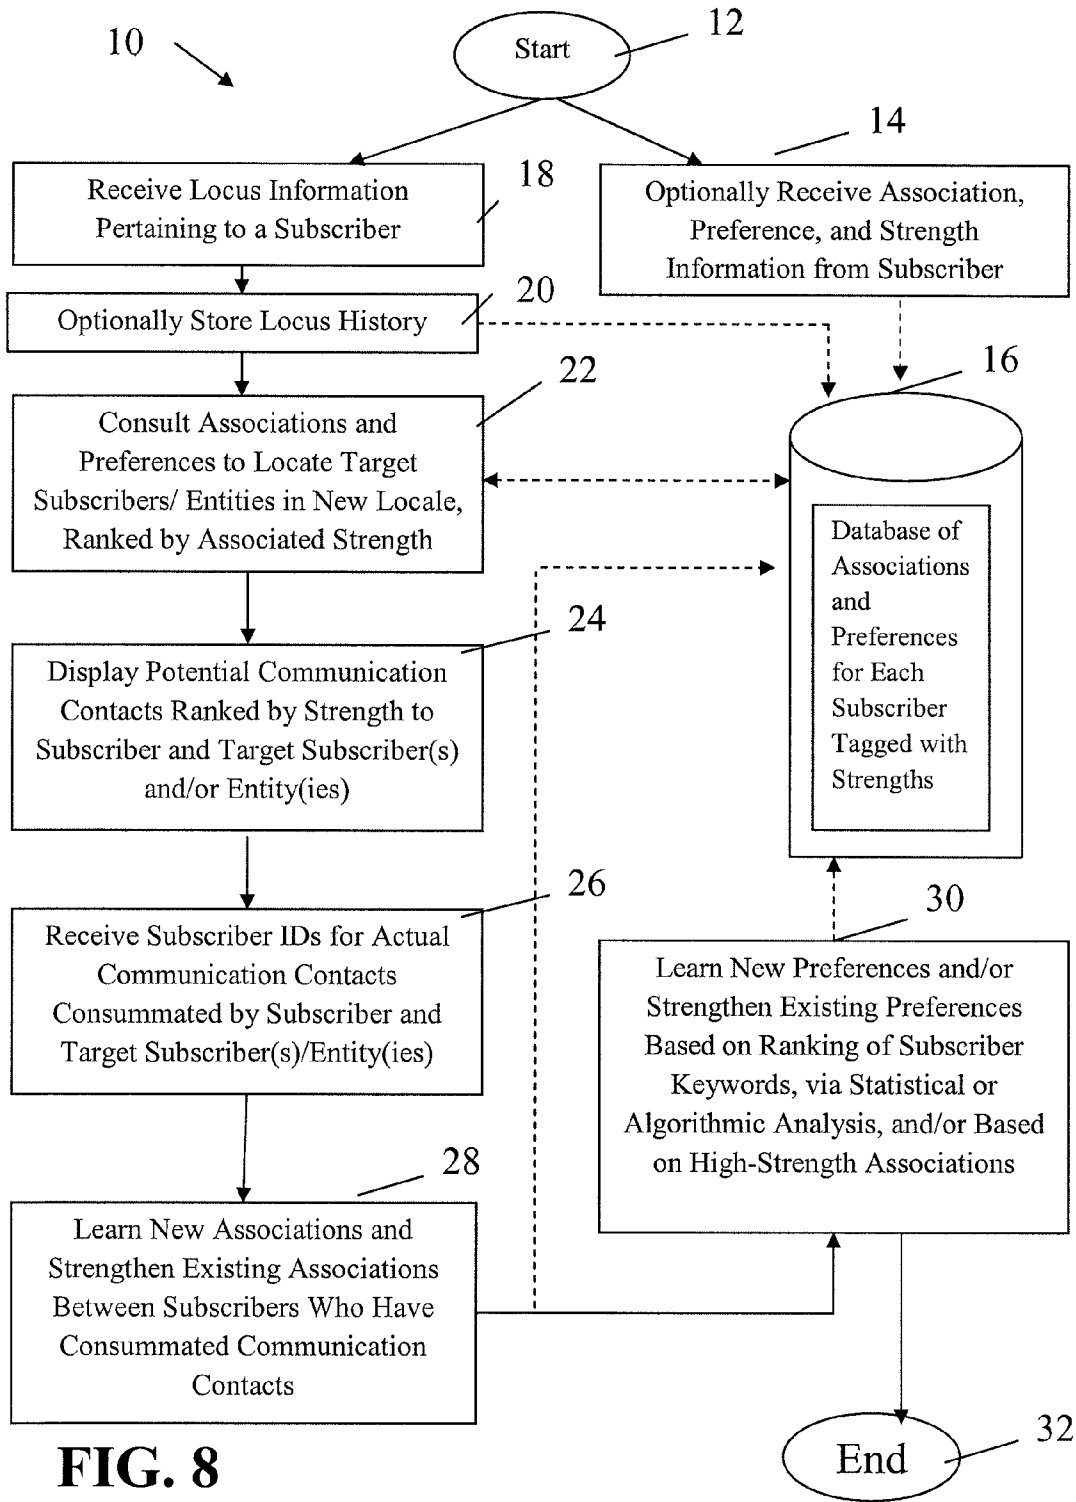 10
Start
12
14
Receive Locus Information
Pertaining to a Subscriber
18
Optionally Receive Association,
Preference, and Strength
Information from Subscriber
Optionally Store Locus History
20
22
16
Consult Associations and
Preferences to Locate Target
Subscribers/ Entities in New Locale,
Ranked by Associated Strength
Database of
Associations
and
Preferences
for Each
Subscriber
Tagged with
Strengths
24
Display Potential Communication
Contacts Ranked by Strength to
Subscriber and Target Subscriber(s)
and/or Entity(ies)
26
Receive Subscriber IDs for Actual
Communication Contacts
Consummated by Subscriber and
Target Subscriber(s)/Entity(ies)
30
Learn New Preferences and/or
Strengthen Existing Preferences
Based on Ranking of Subscriber
Keywords, via Statistical or
Algorithmic Analysis, and/or Based
on High-Strength Associations
28
Learn New Associations and
Strengthen Existing Associations
Between Subscribers Who Have
Consummated Communication
Contacts
End
32
FIG. 8